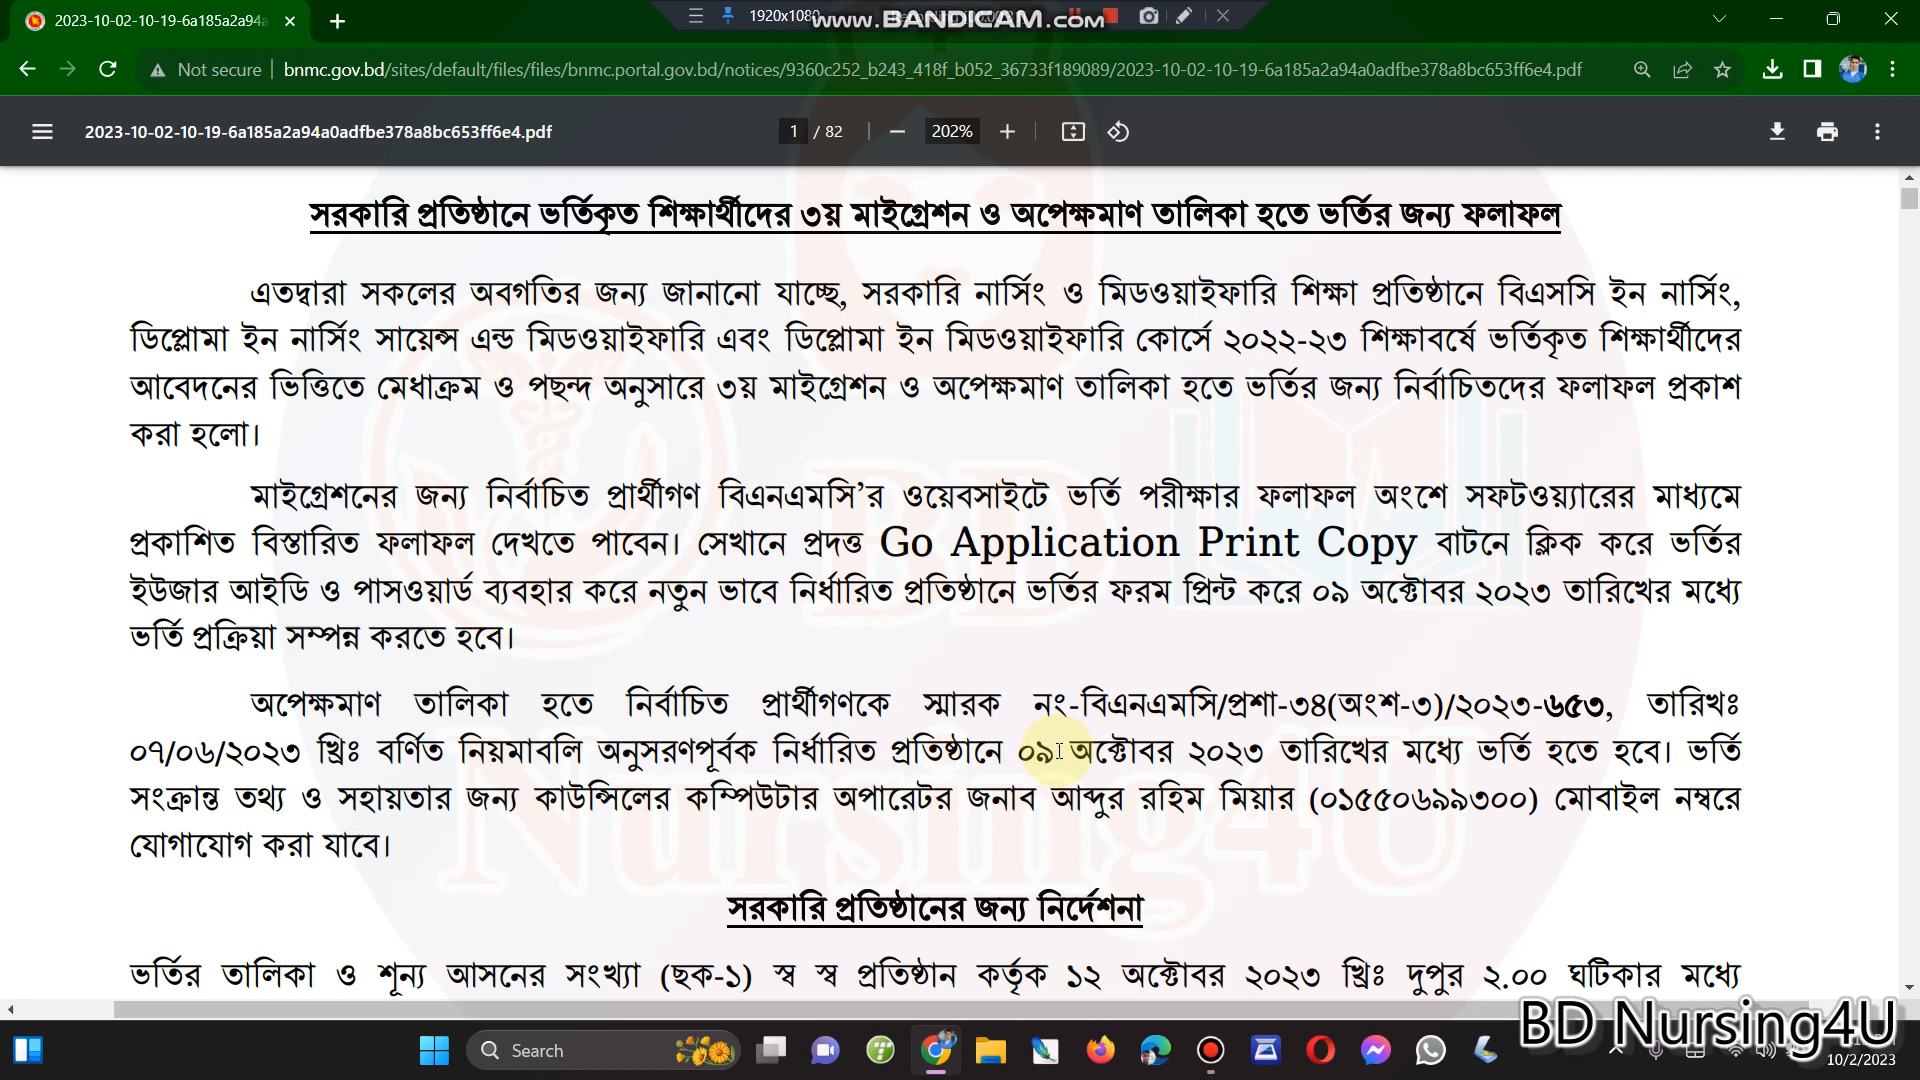 2023-10-02-10-19-6a185a2a94a
1920x1080
www.BANDICAM.com
Not secure
bnmc.gov.bd/sites/default/files/files/bnmc.portal.gov.bd/notices/9360c252_b243_418f_b052_36733f189089/2023-10-02-10-19-6a185a2a94a0adfbe378a8bc653ff6e4.pdf
2023-10-02-10-19-6a185a2a94a0adfbe378a8bc653ff6e4.pdf
1 / 82
202%
সরকারি প্রতিষ্ঠানে ভর্তিকৃত শিক্ষার্থীদের ৩য় মাইগ্রেশন ও অপেক্ষমাণ তালিকা হতে ভর্তির জন্য ফলাফল
এতদ্বারা সকলের অবগতির জন্য জানানো যাচ্ছে, সরকারি নার্সিং ও মিডওয়াইফারি শিক্ষা প্রতিষ্ঠানে বিএসসি ইন নার্সিং,
ডিপ্লোমা ইন নার্সিং সায়েন্স এন্ড মিডওয়াইফারি এবং ডিপ্লোমা ইন মিডওয়াইফারি কোর্সে ২০২২-২৩ শিক্ষাবর্ষে ভর্তিকৃত শিক্ষার্থীদের
আবেদনের ভিত্তিতে মেধাক্রম ও পছন্দ অনুসারে ৩য় মাইগ্রেশন ও অপেক্ষমাণ তালিকা হতে ভর্তির জন্য নির্বাচিতদের ফলাফল প্রকাশ
করা হলো।
মাইগ্রেশনের জন্য নির্বাচিত প্রার্থীগণ বিএনএমসি’র ওয়েবসাইটে ভর্তি পরীক্ষার ফলাফল অংশে সফটওয়্যারের মাধ্যমে
প্রকাশিত বিস্তারিত ফলাফল দেখতে পাবেন। সেখানে প্রদত্ত Go Application Print Copy বাটনে ক্লিক করে ভর্তির
ইউজার আইডি ও পাসওয়ার্ড ব্যবহার করে নতুন ভাবে নির্ধারিত প্রতিষ্ঠানে ভর্তির ফরম প্রিন্ট করে ০৯ অক্টোবর ২০২৩ তারিখের মধ্যে
ভর্তি প্রক্রিয়া সম্পন্ন করতে হবে।
অপেক্ষমাণ তালিকা হতে নির্বাচিত প্রার্থীগণকে স্মারক নং-বিএনএমসি/প্রশা-৩৪(অংশ-৩)/২০২৩-৬৫৩, তারিখঃ
০৭/০৬/২০২৩ খ্রিঃ বর্ণিত নিয়মাবলি অনুসরণপূর্বক নির্ধারিত প্রতিষ্ঠানে ০৯ অক্টোবর ২০২৩ তারিখের মধ্যে ভর্তি হতে হবে। ভর্তি
সংক্রান্ত তথ্য ও সহায়তার জন্য কাউন্সিলের কম্পিউটার অপারেটর জনাব আব্দুর রহিম মিয়ার (০১৫৫০৬৯৯৩০০) মোবাইল নম্বরে
যোগাযোগ করা যাবে।
সরকারি প্রতিষ্ঠানের জন্য নির্দেশনা
ভর্তির তালিকা ও শূন্য আসনের সংখ্যা (ছক-১) স্ব স্ব প্রতিষ্ঠান কর্তৃক ১২ অক্টোবর ২০২৩ খ্রিঃ দুপুর ২.০০ ঘটিকার মধ্যে
BD
Nursing4U
BD Nursing4U
Search
10/2/2023